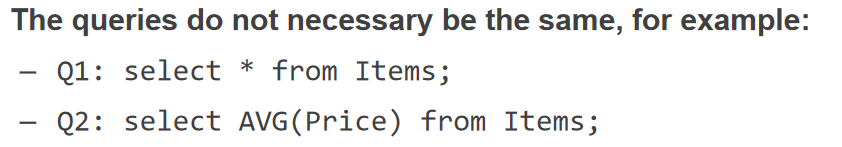 The queries do not necessary be the same, for example:
– Q1: select * from Items;
– Q2: select AVG(Price) from Items;